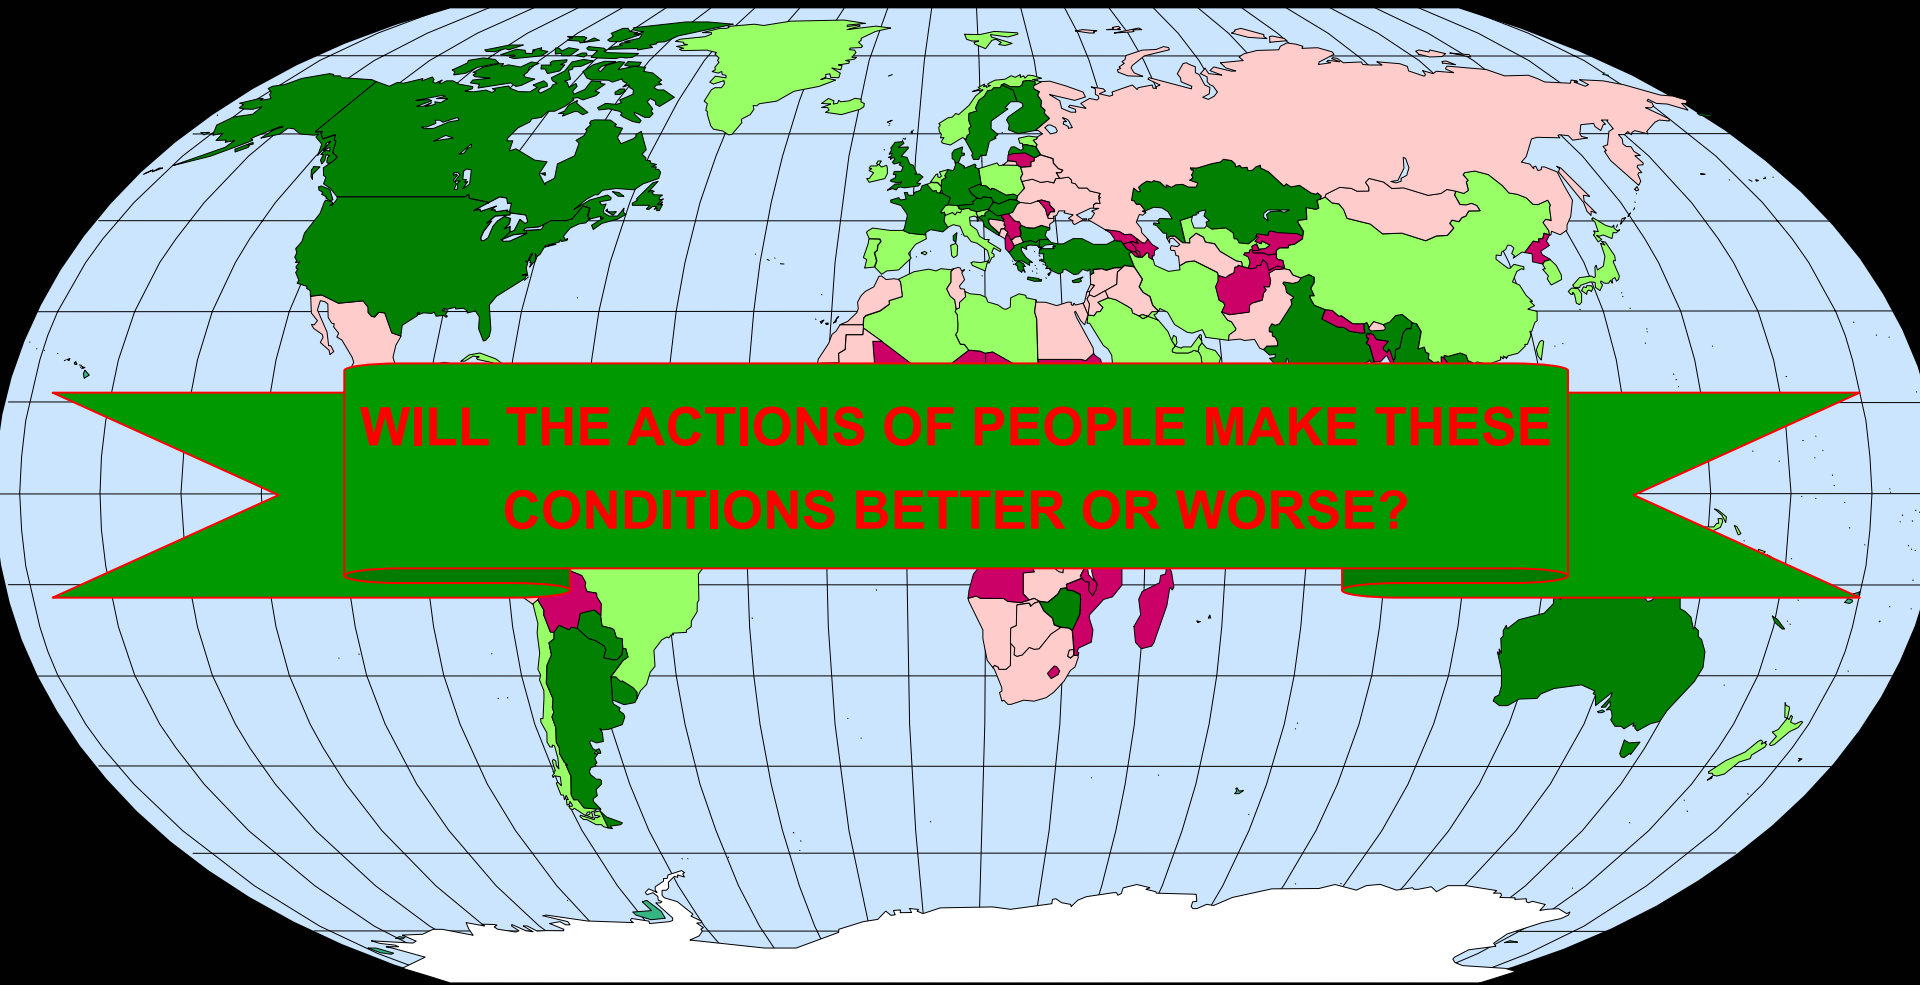 WILL THE ACTIONS OF PEOPLE MAKE THESE
CONDITIONS BETTER OR WORSE?